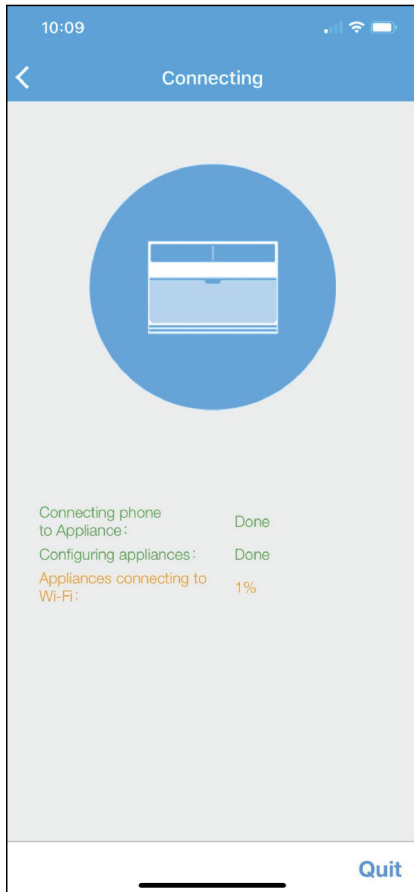 10:09
Connecting
Connecting phone
to Appliance:
Done
Configuring appliances:
Done
Appliances connecting to
Wi-Fi:
1%
Quit